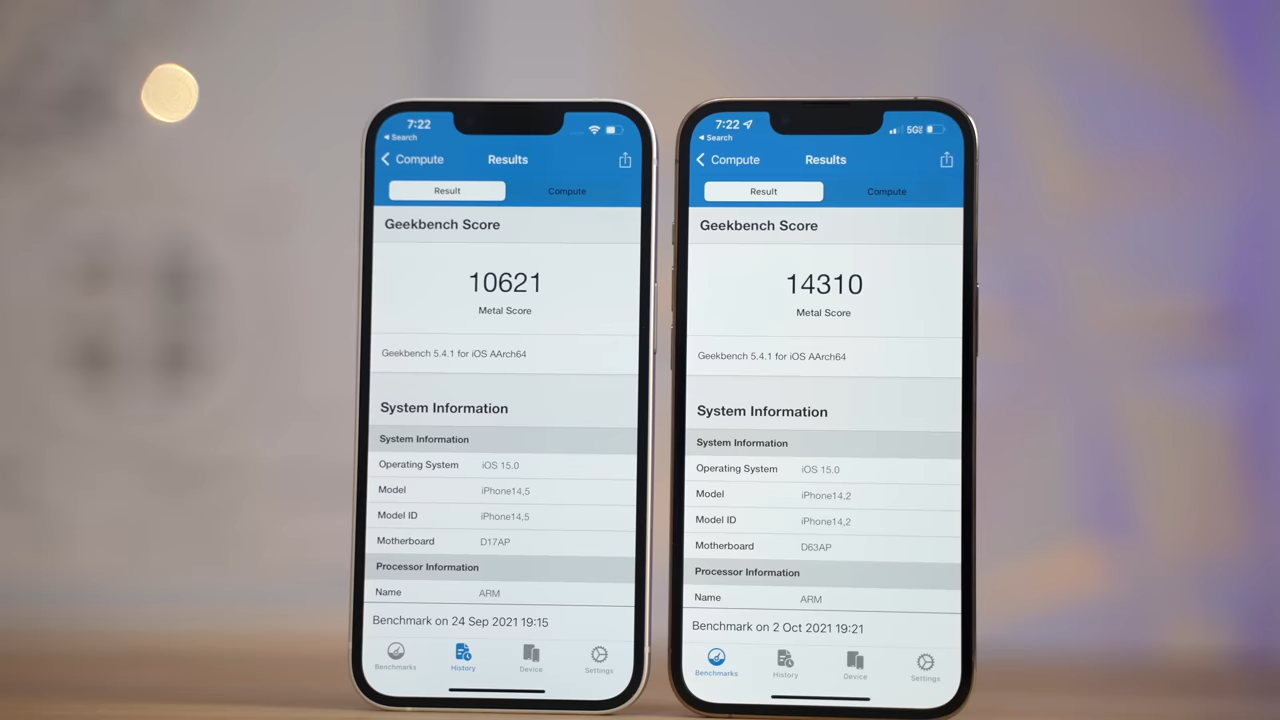 7:22
Search
Compute
Results
Result
Compute
Geekbench Score
10621
Metal Score
Geekbench 5.4.1 for iOS AArch64
System Information
System Information
Operating System iOS 15.0
Model iPhone14,5
Model ID iPhone14,5
Motherboard D17AP
Processor Information
Name ARM
Benchmark on 24 Sep 2021 19:15
Benchmarks History Device Settings
7:22
5G
Search
Compute
Results
Result
Compute
Geekbench Score
14310
Metal Score
Geekbench 5.4.1 for iOS AArch64
System Information
System Information
Operating System iOS 15.0
Model iPhone14,2
Model ID iPhone14,2
Motherboard D63AP
Processor Information
Name ARM
Benchmark on 2 Oct 2021 19:21
Benchmarks History Device Settings